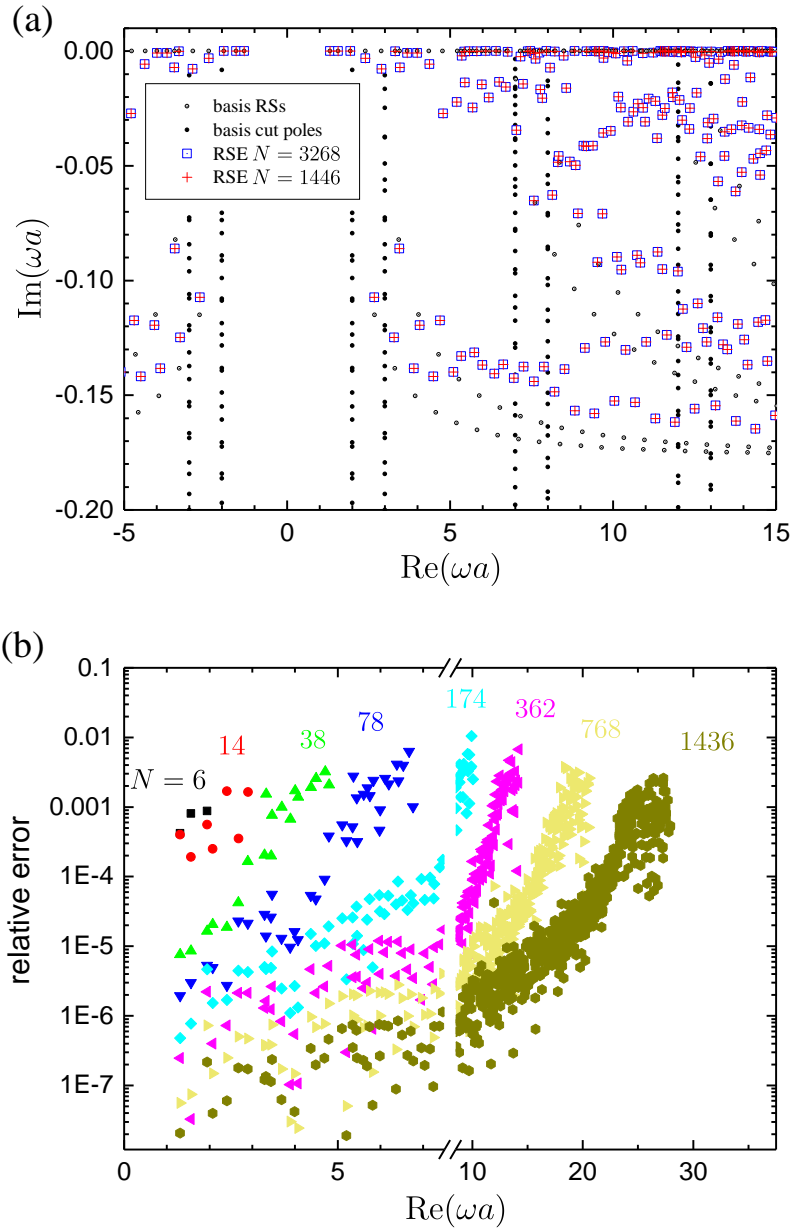 (a)
0.00
-0.05
-0.10
-0.15
-0.20
Im(ωa)
basis RSs
basis cut poles
RSE N = 3268
RSE N = 1446
-5 0 5 10 15
Re(ωa)
(b)
0.1
0.01
0.001
1E-4
1E-5
1E-6
1E-7
relative error
N = 6
14
38
78
174
362
768
1436
0 5 10 20 30
Re(ωa)